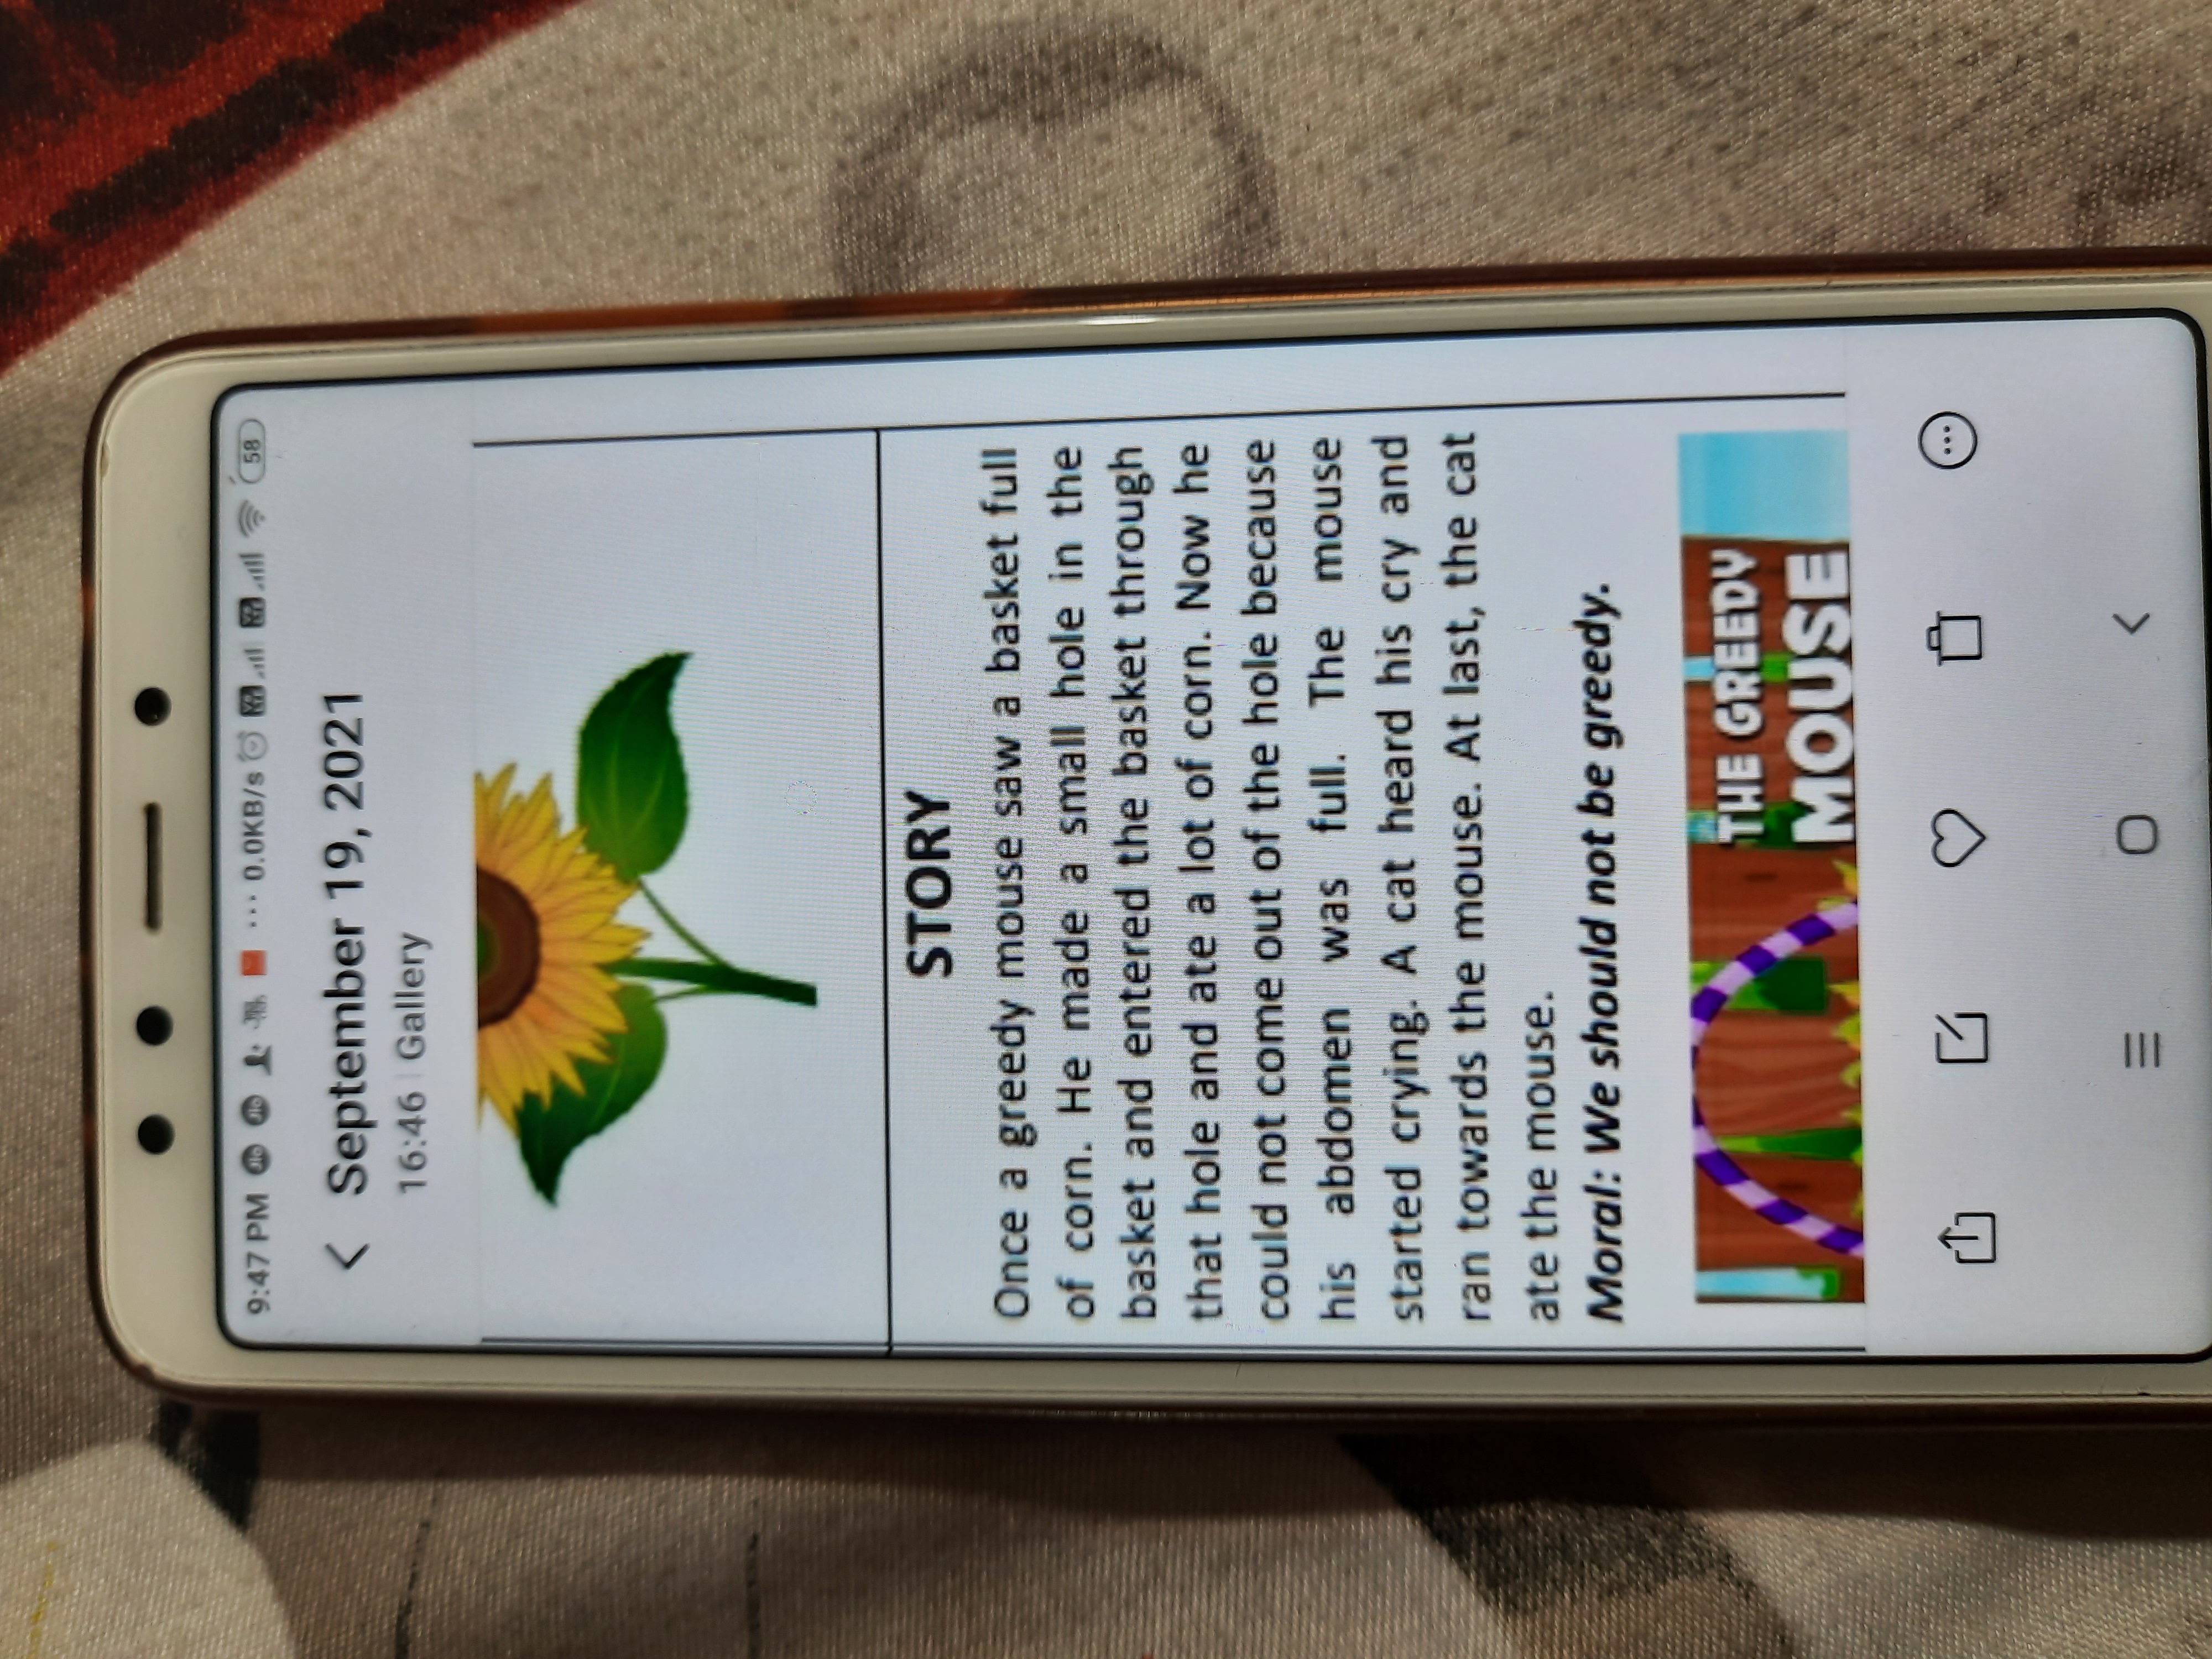 9:47 PM Jio Jio ... 0.0KB/s 58
September 19, 2021
16:46 Gallery
STORY
Once a greedy mouse saw a basket full
of corn. He made a small hole in the
basket and entered the basket through
that hole and ate a lot of corn. Now he
could not come out of the hole because
his abdomen was full. The mouse
started crying. A cat heard his cry and
ran towards the mouse. At last, the cat
ate the mouse.
Moral: We should not be greedy.
THE GREEDY
MOUSE